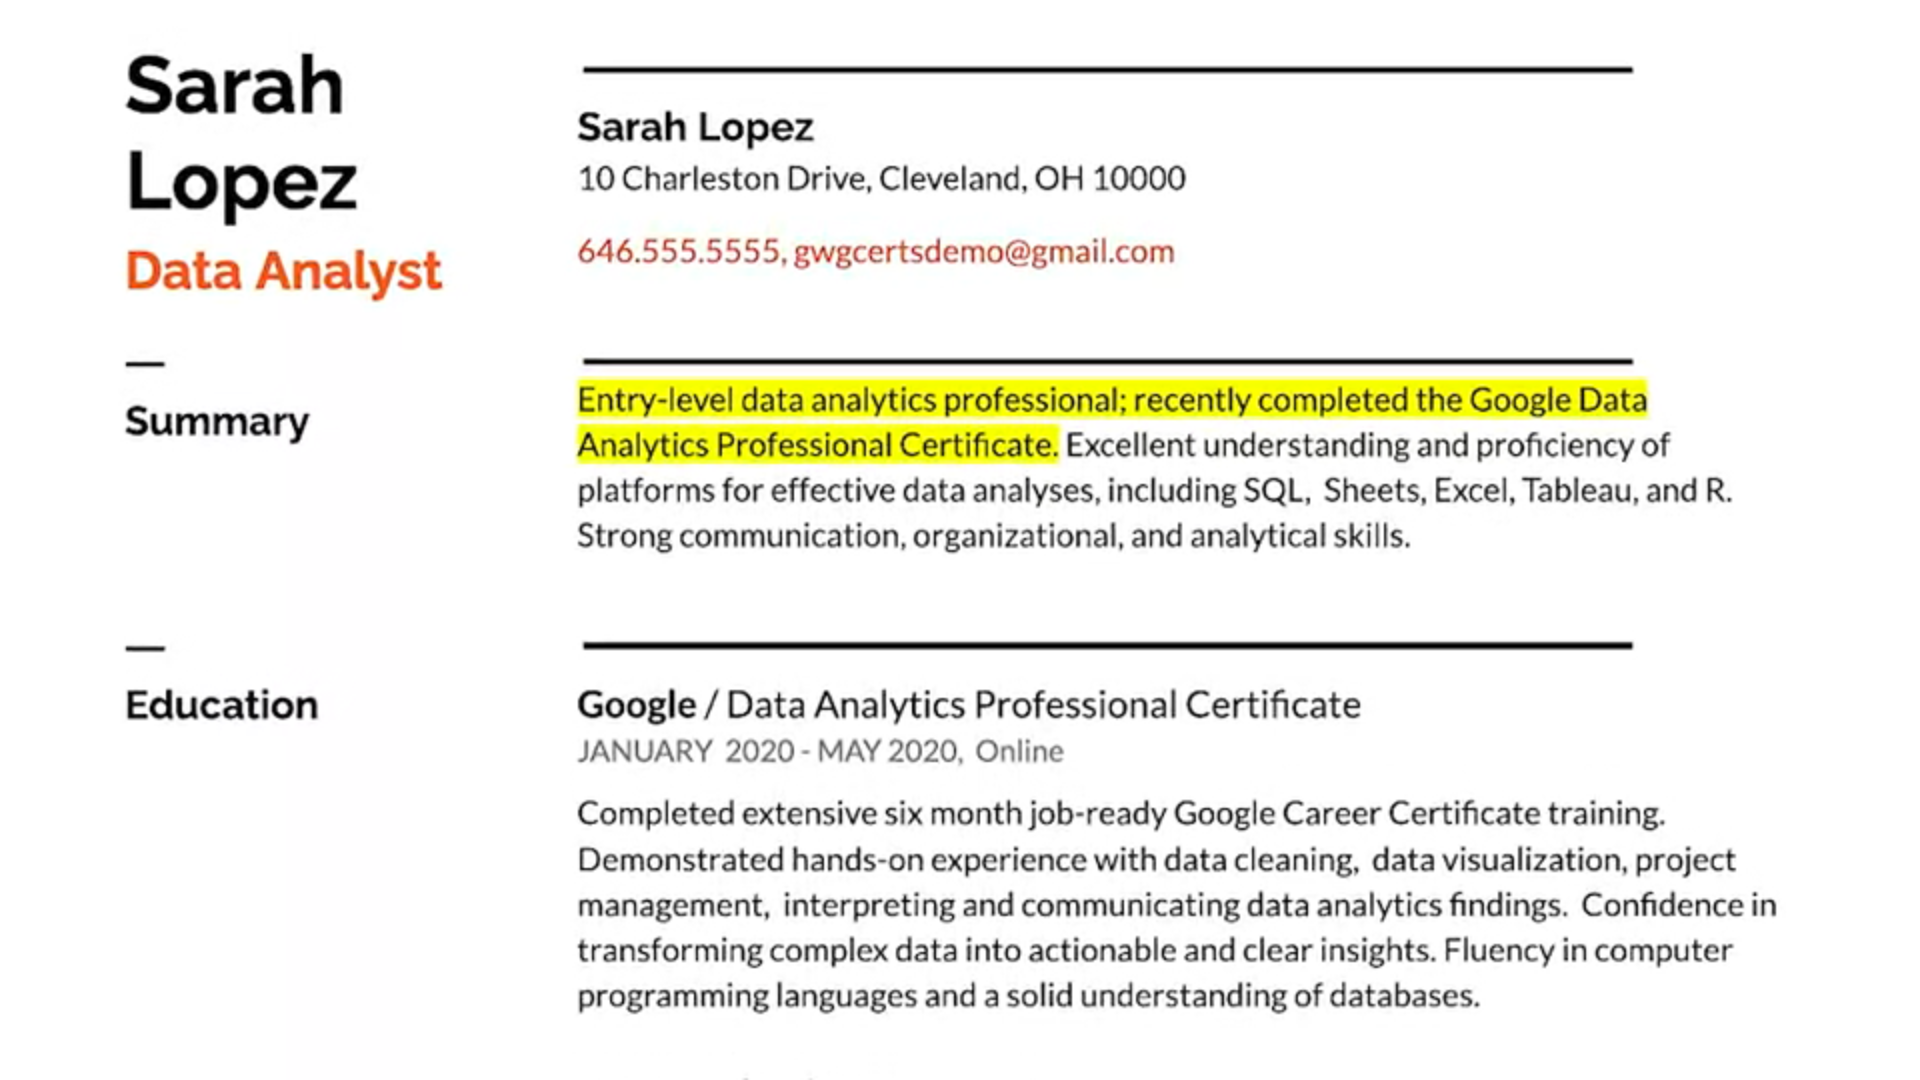 Sarah
Lopez
Data Analyst
Sarah Lopez
10 Charleston Drive, Cleveland, OH 10000
646.555.5555, gwgcertsdemo@gmail.com
Summary
Entry-level data analytics professional; recently completed the Google Data
Analytics Professional Certificate. Excellent understanding and proficiency of
platforms for effective data analyses, including SQL, Sheets, Excel, Tableau, and R.
Strong communication, organizational, and analytical skills.
Education
Google / Data Analytics Professional Certificate
JANUARY 2020 - MAY 2020, Online
Completed extensive six month job-ready Google Career Certificate training.
Demonstrated hands-on experience with data cleaning, data visualization, project
management, interpreting and communicating data analytics findings. Confidence in
transforming complex data into actionable and clear insights. Fluency in computer
programming languages and a solid understanding of databases.